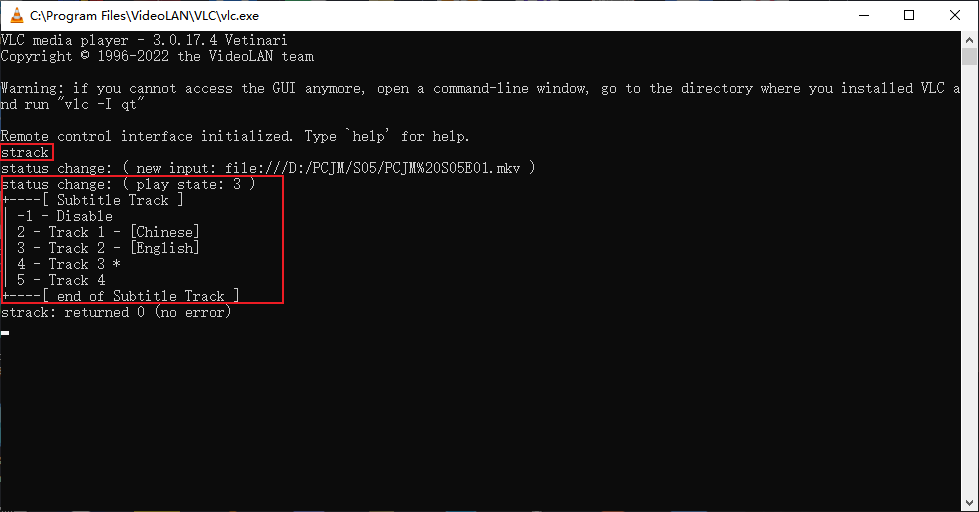 C:\Program Files\VideoLAN\VLC\vlc.exe
VLC media player - 3.0.17.4 Vetinari
Copyright © 1996-2022 the VideoLAN team
Warning: if you cannot access the GUI anymore, open a command-line window, go to the directory where you installed VLC a
nd run "vlc -I qt"
Remote control interface initialized. Type `help' for help.
strack
status change: ( new input: file:///D:/PCJM/S05/PCJM%20S05E01.mkv )
status change: ( play state: 3 )
+----[ Subtitle Track ]
| -1 - Disable
| 2 - Track 1 - [Chinese]
| 3 - Track 2 - [English]
| 4 - Track 3 *
| 5 - Track 4
+----[ end of Subtitle Track ]
strack: returned 0 (no error)